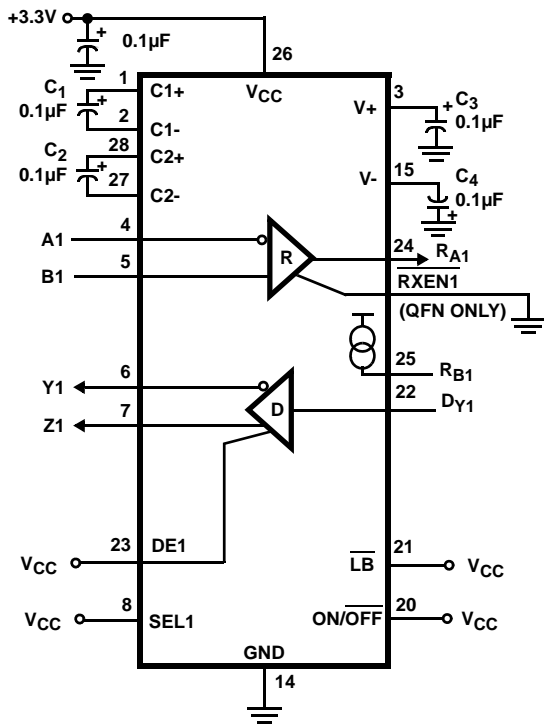 +3.3V
0.1µF
26
1
C1+
VCC
3
C1
0.1µF
V+
C3
0.1µF
2
C1-
28
C2+
C2
0.1µF
27
C2-
15
V-
C4
0.1µF
A1
4
R
24
RA1
B1
5
RXEN1
(QFN ONLY)
25
RB1
Y1
6
22
DY1
D
Z1
7
VCC
23
DE1
21
LB
VCC
VCC
8
SEL1
20
ON/OFF
VCC
GND
14